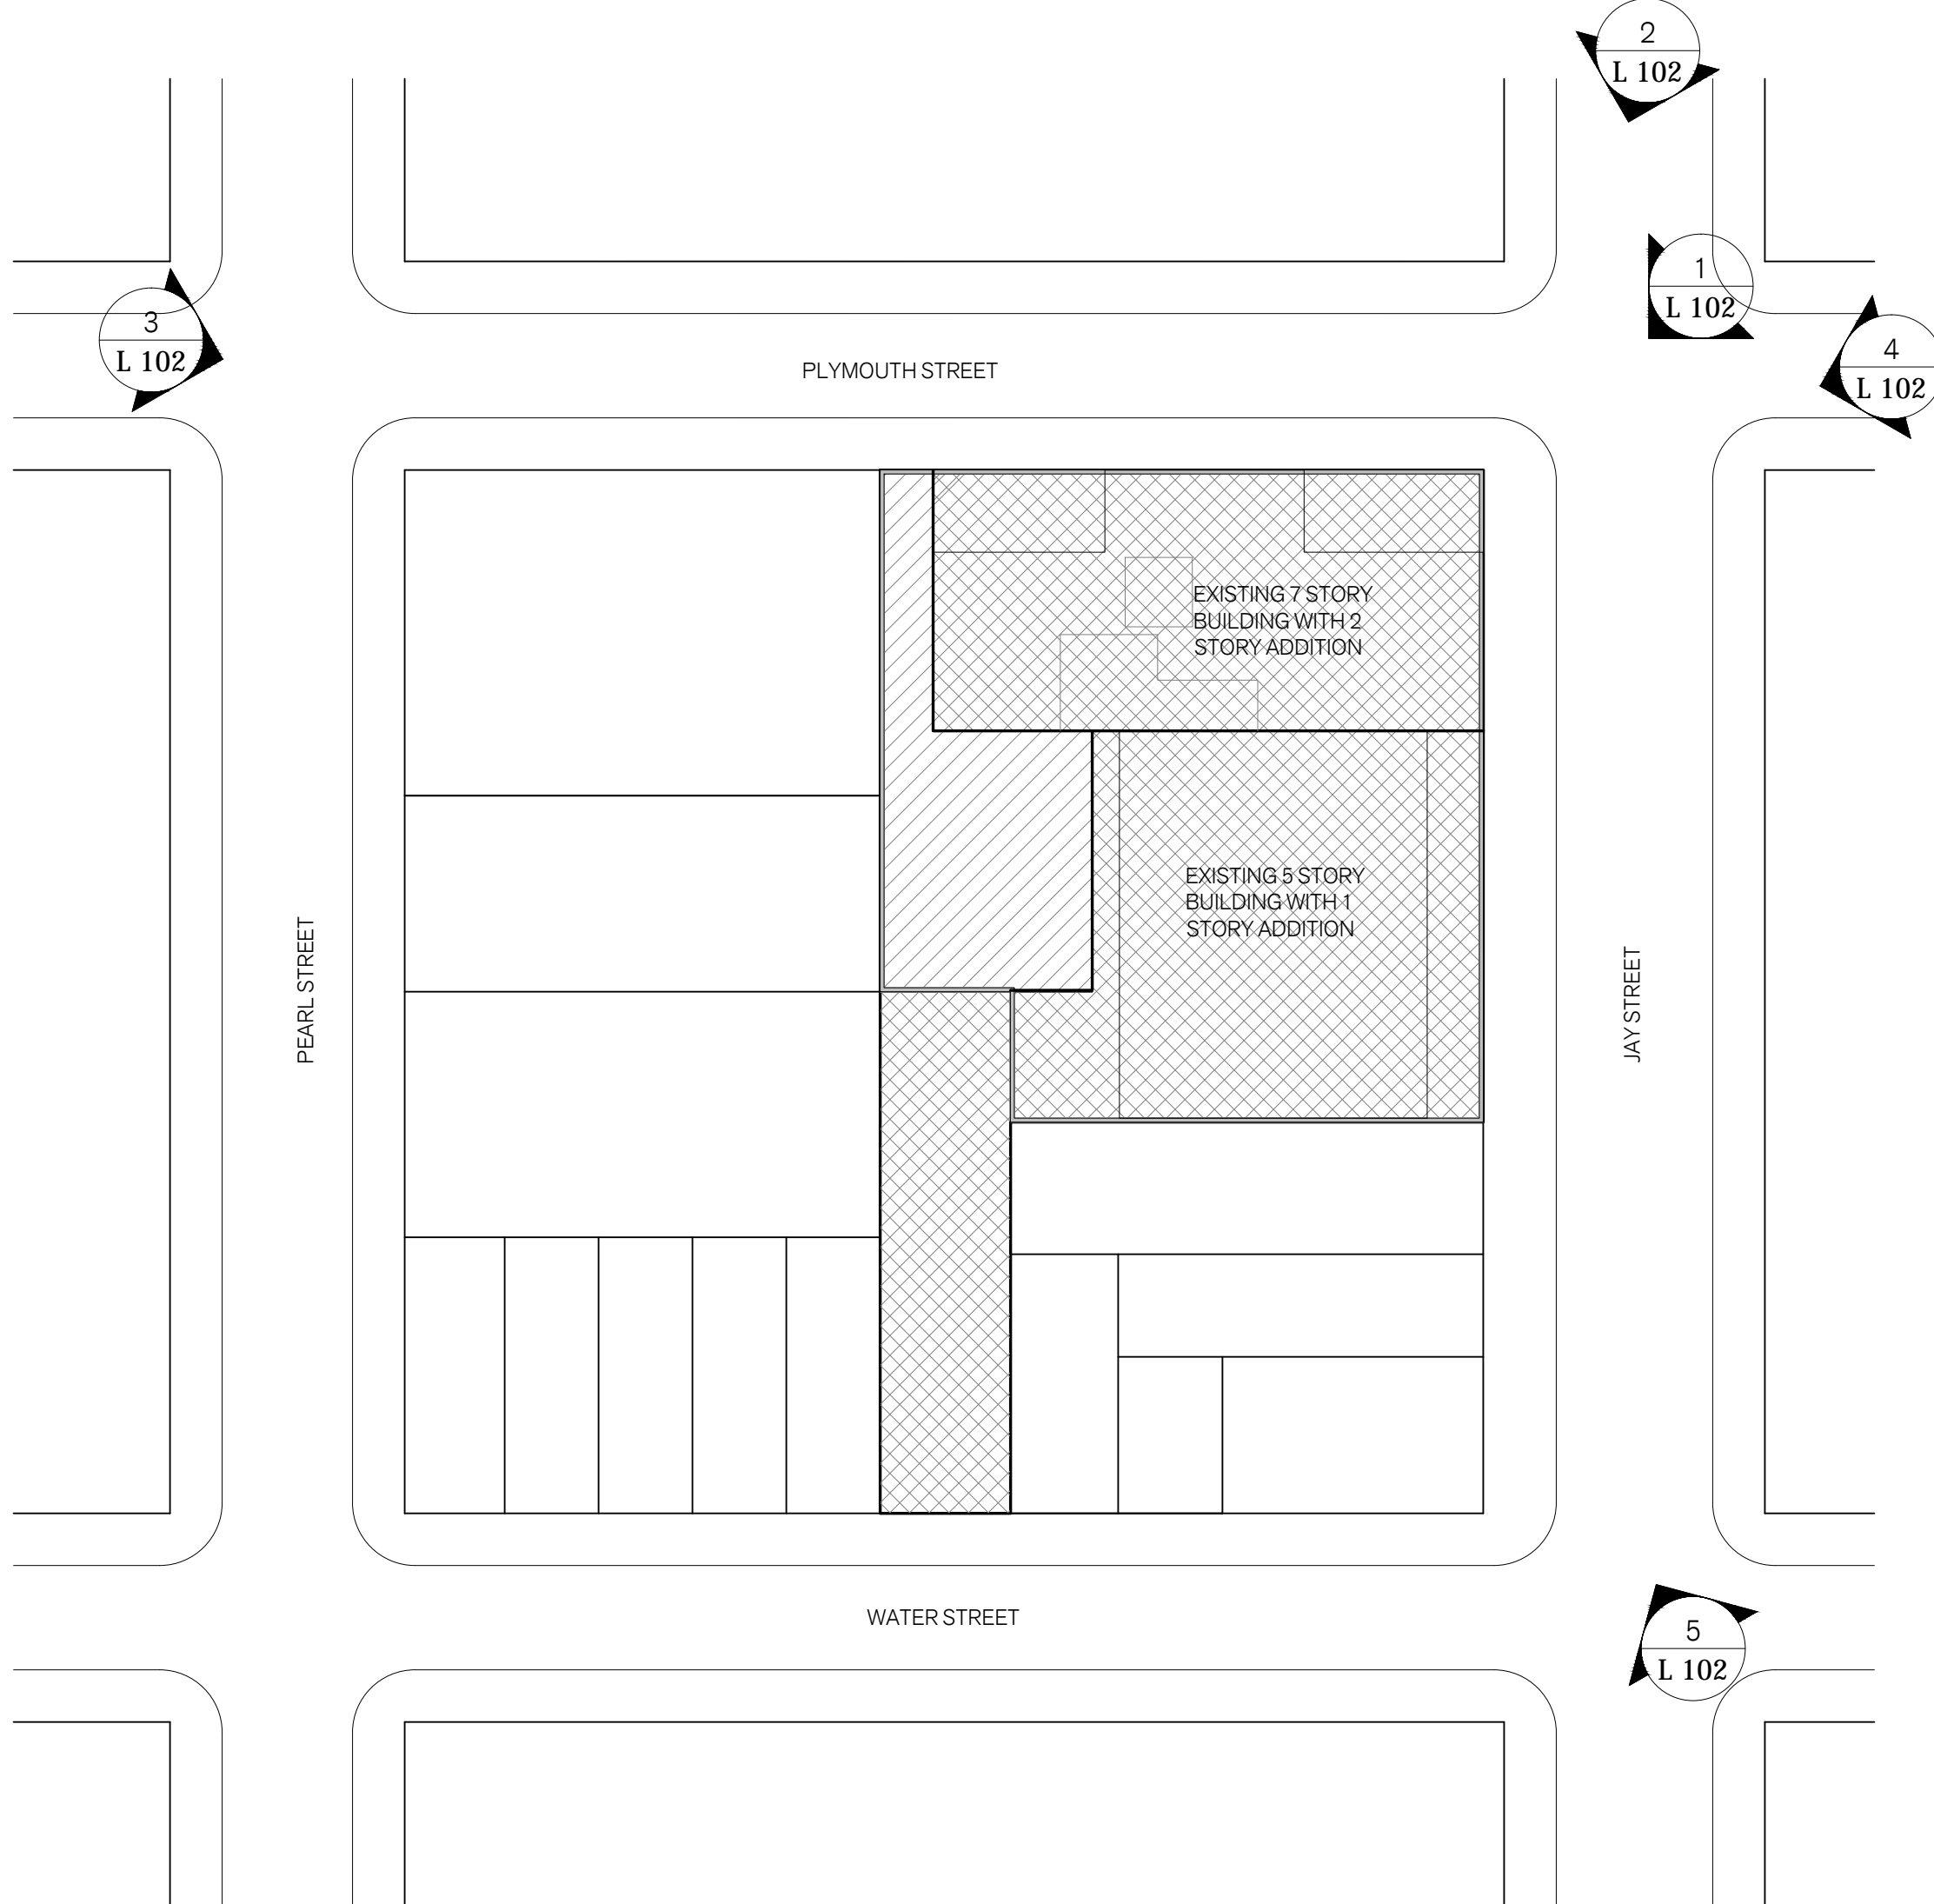 2
L 102
1
L 102
3
L 102
4
L 102
PLYMOUTH STREET
EXISTING 7 STORY
BUILDING WITH 2
STORY ADDITION
EXISTING 5 STORY
BUILDING WITH 1
STORY ADDITION
PEARL STREET
JAY STREET
WATER STREET
5
L 102